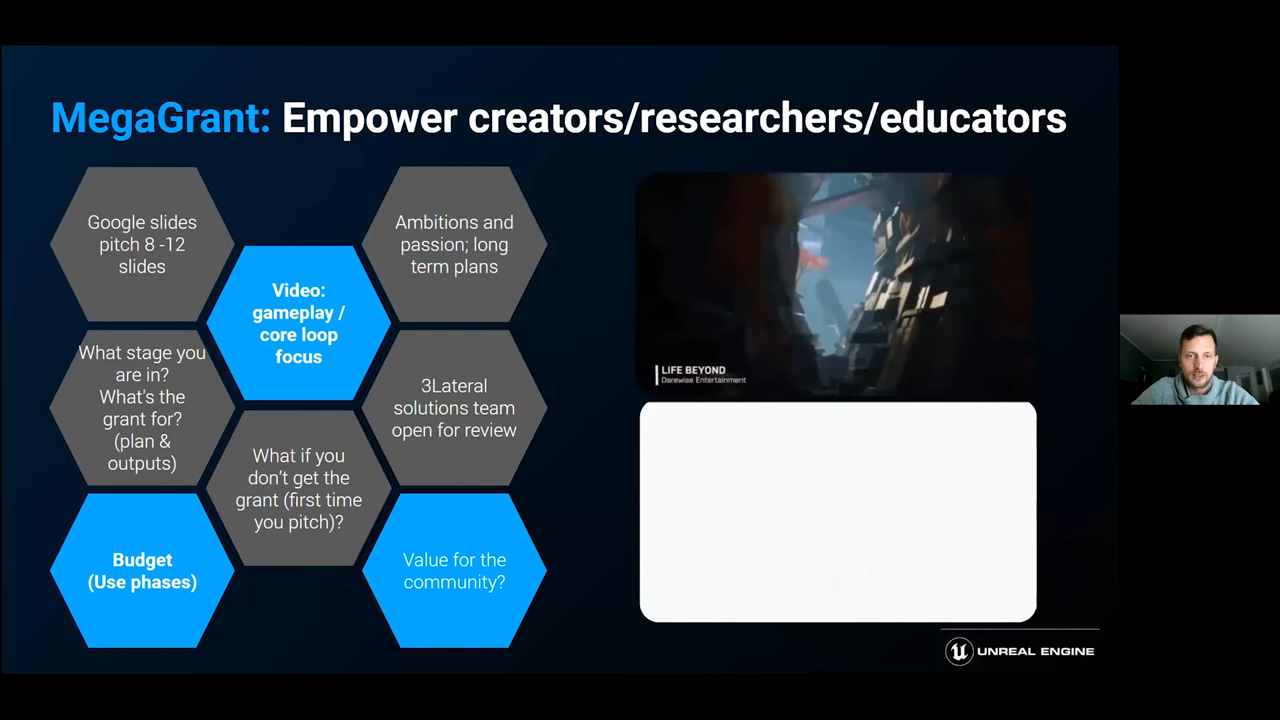 MegaGrant: Empower creators/researchers/educators
Google slides
pitch 8 -12
slides
Video:
gameplay /
core loop
focus
Ambitions and
passion; long
term plans
What stage you
are in?
What's the
grant for?
(plan &
outputs)
What if you
don't get the
grant (first time
you pitch)?
3Lateral
solutions team
open for review
Budget
(Use phases)
Value for the
community?
LIFE BEYOND
Darewise Entertainment
UNREAL ENGINE